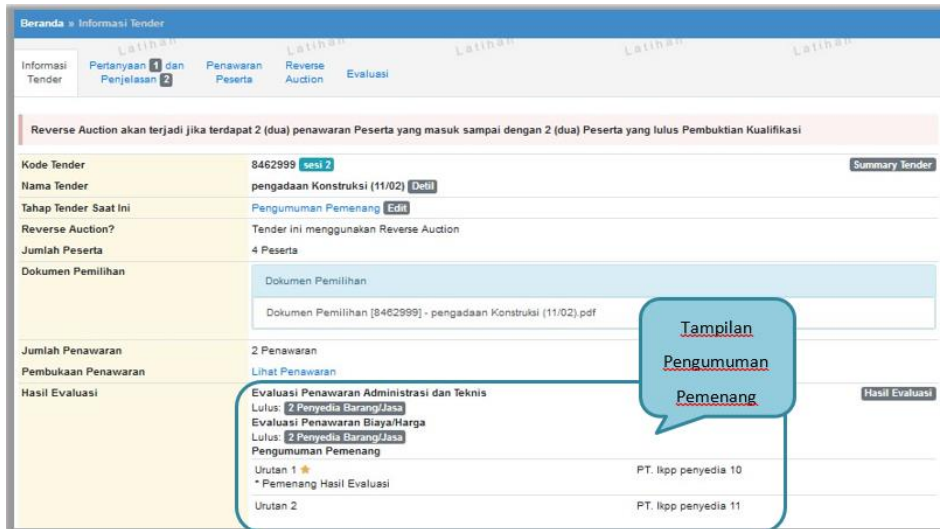 Beranda » Informasi Tender
Latihan Latihan Latihan Latihan Latihan
Informasi Tender
Pertanyaan 1 dan Penjelasan 2
Penawaran Peserta
Reverse Auction
Evaluasi
Reverse Auction akan terjadi jika terdapat 2 (dua) penawaran Peserta yang masuk sampai dengan 2 (dua) Peserta yang lulus Pembuktian Kualifikasi
Kode Tender 8462999 sesi 2 Summary Tender
Nama Tender pengadaan Konstruksi (11/02) Detil
Tahap Tender Saat Ini Pengumuman Pemenang Edit
Reverse Auction? Tender ini menggunakan Reverse Auction
Jumlah Peserta 4 Peserta
Dokumen Pemilihan Dokumen Pemilihan
Dokumen Pemilihan [8462999] - pengadaan Konstruksi (11/02).pdf
Tampilan
Pengumuman
Pemenang
Jumlah Penawaran 2 Penawaran
Pembukaan Penawaran Lihat Penawaran
Hasil Evaluasi Evaluasi Penawaran Administrasi dan Teknis Hasil Evaluasi
Lulus: 2 Penyedia Barang/Jasa
Evaluasi Penawaran Biaya/Harga
Lulus: 2 Penyedia Barang/Jasa
Pengumuman Pemenang
Urutan 1 PT. lkpp penyedia 10
* Pemenang Hasil Evaluasi
Urutan 2 PT. lkpp penyedia 11